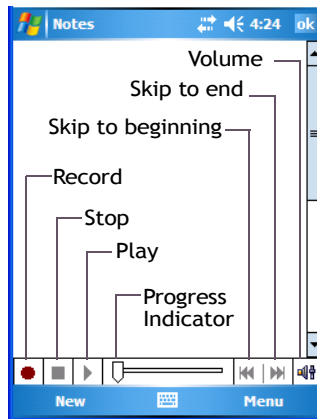 Notes 4:24 ok
Volume
Skip to end
Skip to beginning
Record
Stop
Play
Progress
Indicator
New Menu